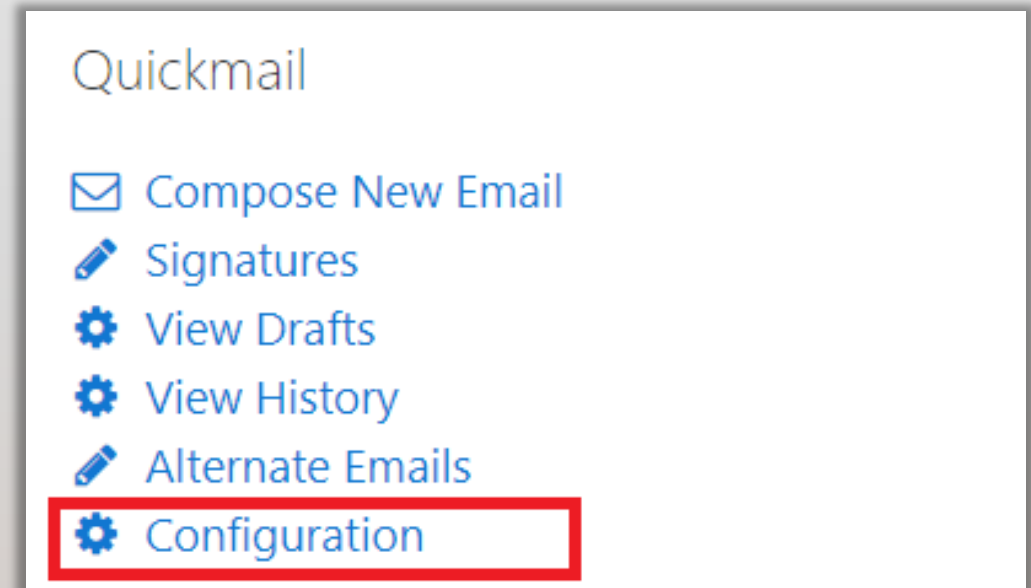 Quickmail
Compose New Email
Signatures
View Drafts
View History
Alternate Emails
Configuration